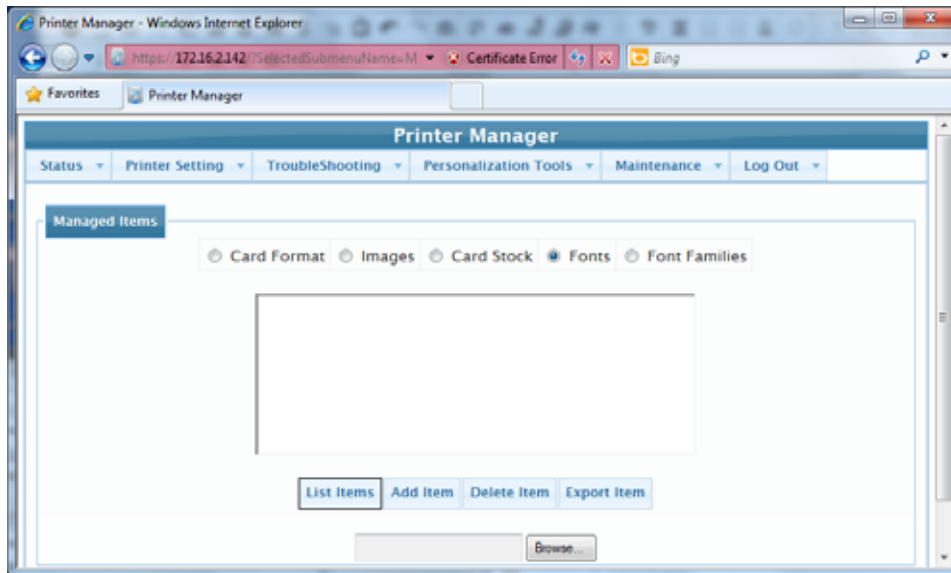 Printer Manager - Windows Internet Explorer
https://172.16.2.142/?SelectedSubmenuName=M Certificate Error Bing
Favorites Printer Manager
Printer Manager
Status Printer Setting TroubleShooting Personalization Tools Maintenance Log Out
Managed Items
Card Format Images Card Stock Fonts Font Families
List Items Add Item Delete Item Export Item
Browse...